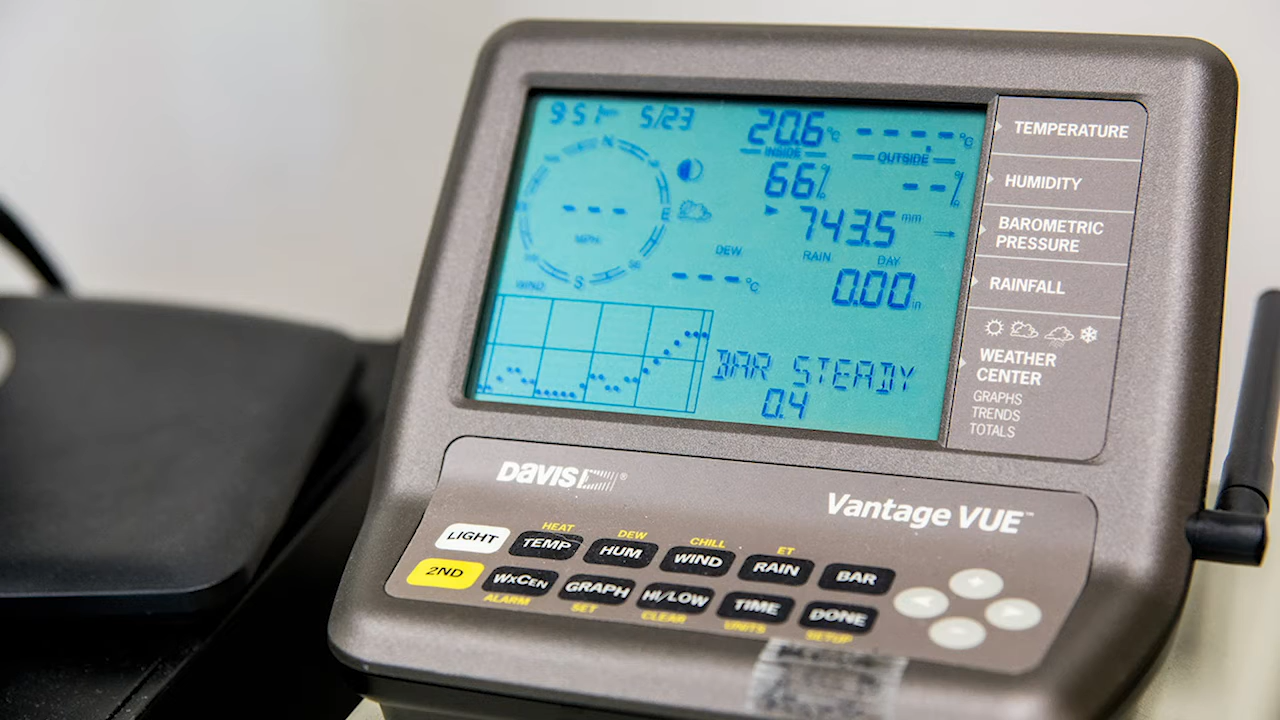 9:51 5/23
20.6°C ----.-°C
INSIDE OUTSIDE
66% --%
743.5 mm
N
E
S
---
MPH
WIND
DEW RAIN DAY
---°C 0.00 in
BAR STEADY
0.4
TEMPERATURE
HUMIDITY
BAROMETRIC
PRESSURE
RAINFALL
WEATHER
CENTER
GRAPHS
TRENDS
TOTALS
DAVIS®
Vantage VUE™
HEAT DEW CHILL ET
LIGHT TEMP HUM WIND RAIN BAR
2ND WxCEN GRAPH HI/LOW TIME DONE
ALARM SET CLEAR UNITS SETUP